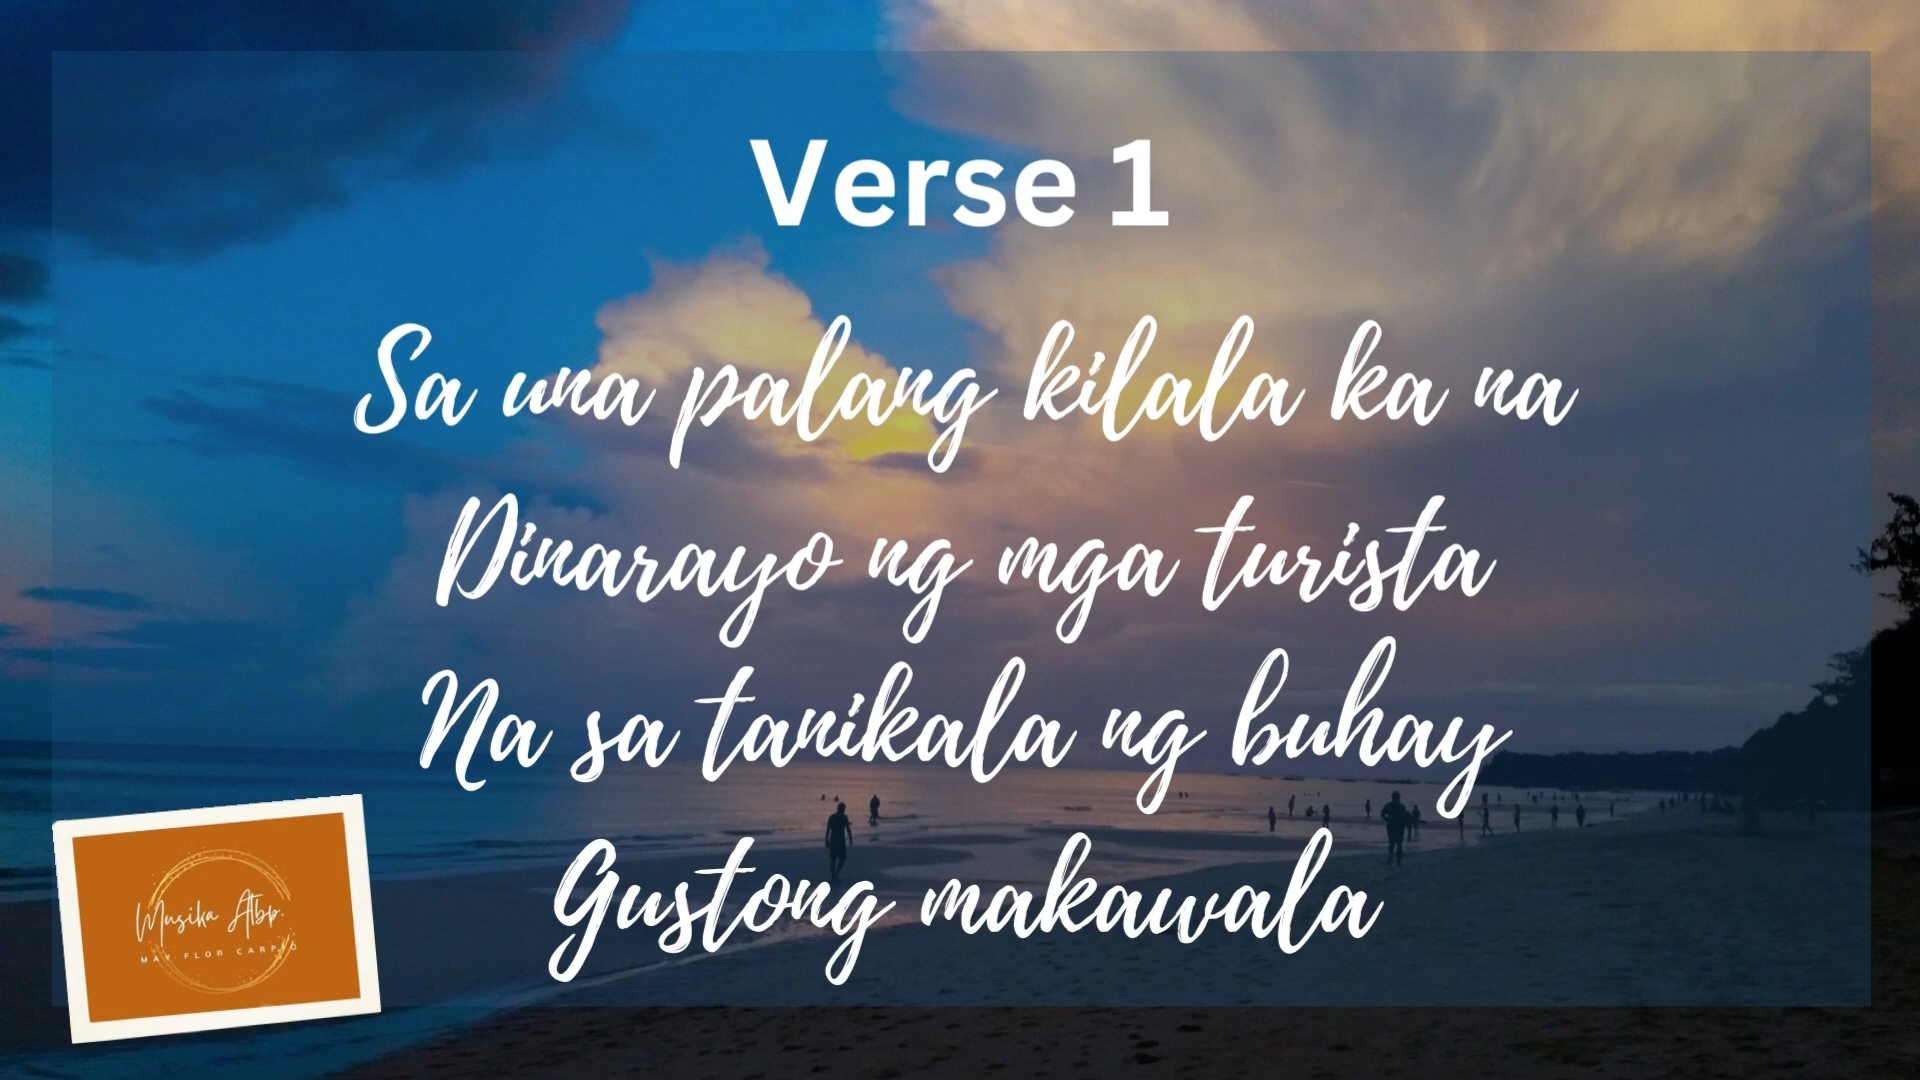 Verse 1
Sa una palang kilala ka na
Dinarayo ng mga turista
Na sa tanikala ng buhay
Gustong makawala
Musika Atbp.
MAY FLOR CARPIO